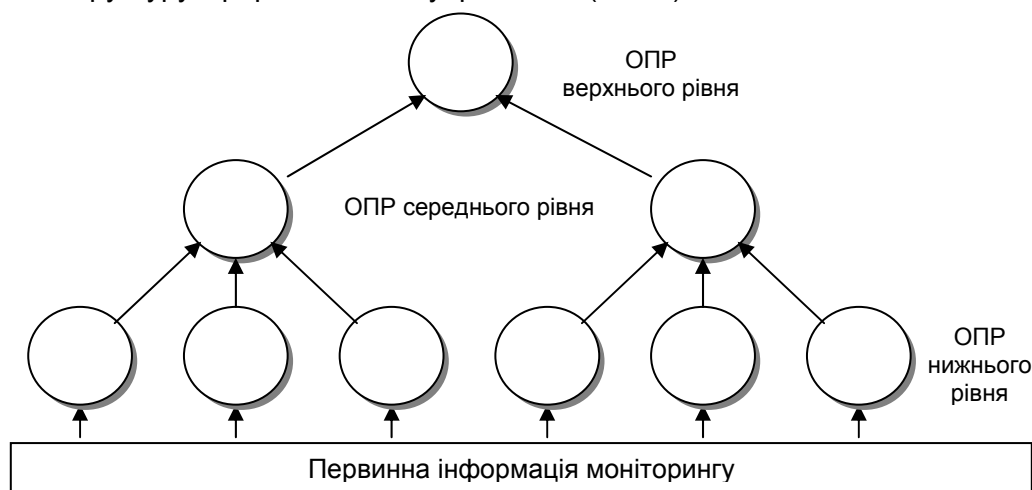 ОПР
верхнього рівня
ОПР середнього рівня
ОПР
нижнього
рівня
Первинна інформація моніторингу